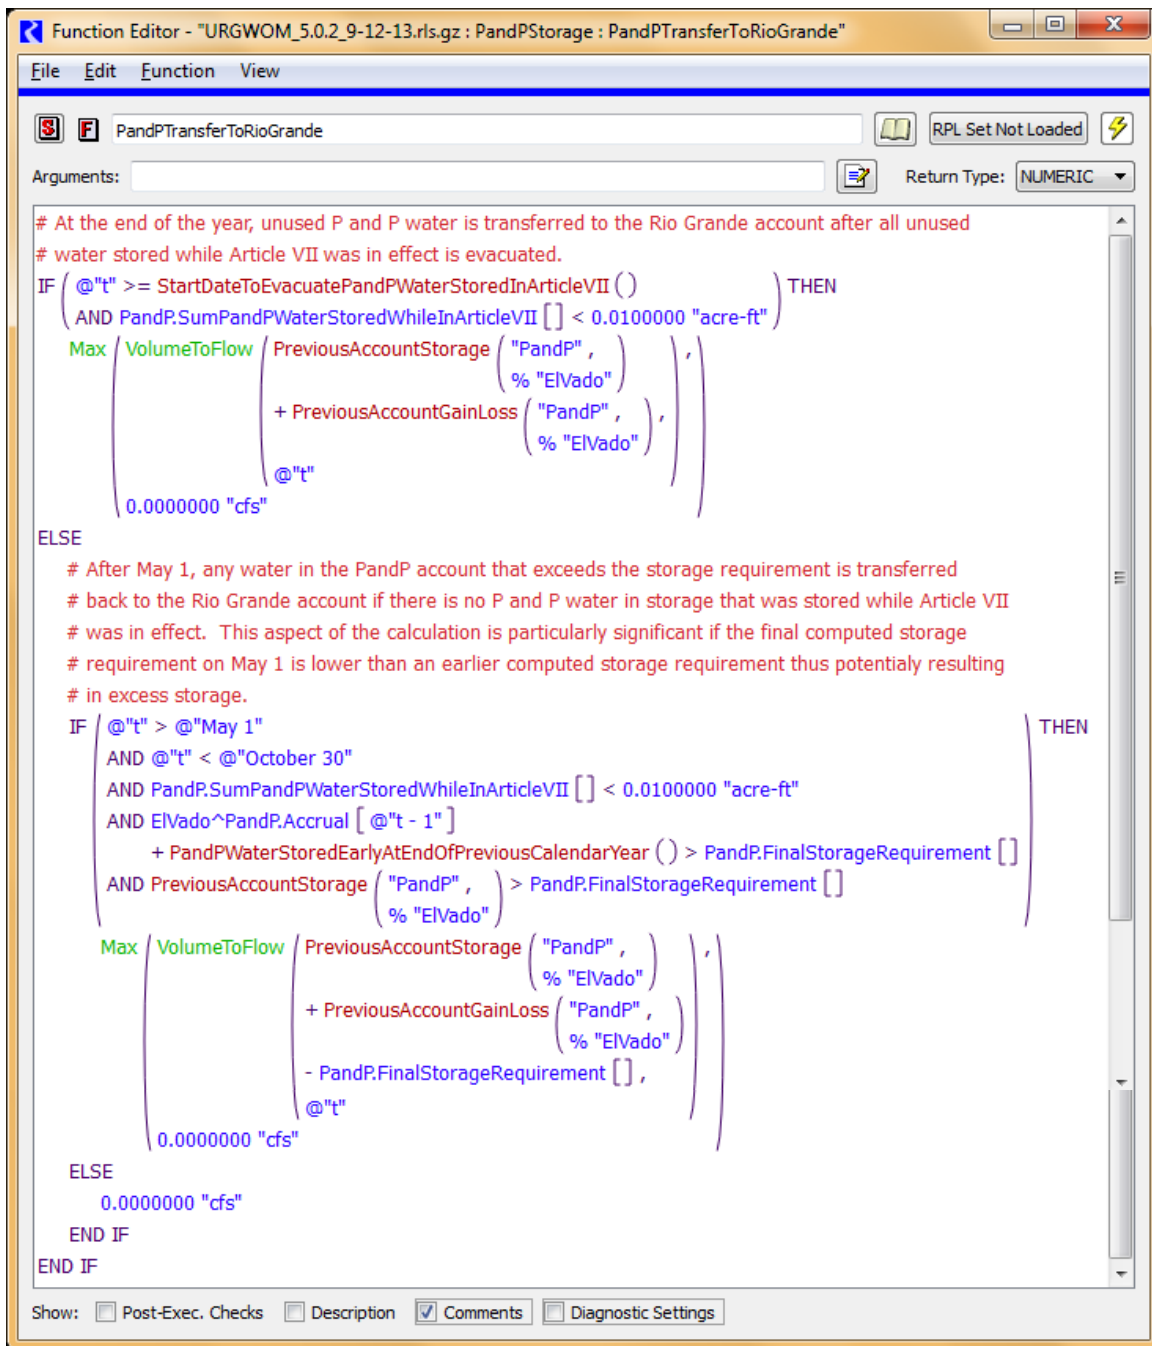 Function Editor - "URGWOM_5.0.2_9-12-13.rls.gz : PandPStorage : PandPTransferToRioGrande"
File Edit Function View
S F PandPTransferToRioGrande RPL Set Not Loaded
Arguments: Return Type: NUMERIC
# At the end of the year, unused P and P water is transferred to the Rio Grande account after all unused
# water stored while Article VII was in effect is evacuated.
IF ( @"t" >= StartDateToEvacuatePandPWaterStoredInArticleVII ( ) ) THEN
AND PandP.SumPandPWaterStoredWhileInArticleVII [ ] < 0.0100000 "acre-ft"
Max ( VolumeToFlow ( PreviousAccountStorage ( "PandP" , ) ) , )
% "ElVado"
+ PreviousAccountGainLoss ( "PandP" , ) ,
% "ElVado"
@"t"
0.0000000 "cfs"
ELSE
# After May 1, any water in the PandP account that exceeds the storage requirement is transferred
# back to the Rio Grande account if there is no P and P water in storage that was stored while Article VII
# was in effect. This aspect of the calculation is particularly significant if the final computed storage
# requirement on May 1 is lower than an earlier computed storage requirement thus potentialy resulting
# in excess storage.
IF ( @"t" > @"May 1" ) THEN
AND @"t" < @"October 30"
AND PandP.SumPandPWaterStoredWhileInArticleVII [ ] < 0.0100000 "acre-ft"
AND ElVado^PandP.Accrual [ @"t - 1" ]
+ PandPWaterStoredEarlyAtEndOfPreviousCalendarYear ( ) > PandP.FinalStorageRequirement [ ]
AND PreviousAccountStorage ( "PandP" , ) > PandP.FinalStorageRequirement [ ]
% "ElVado"
Max ( VolumeToFlow ( PreviousAccountStorage ( "PandP" , ) ) , )
% "ElVado"
+ PreviousAccountGainLoss ( "PandP" , )
% "ElVado"
- PandP.FinalStorageRequirement [ ] ,
@"t"
0.0000000 "cfs"
ELSE
0.0000000 "cfs"
END IF
END IF
Show: Post-Exec. Checks Description Comments Diagnostic Settings